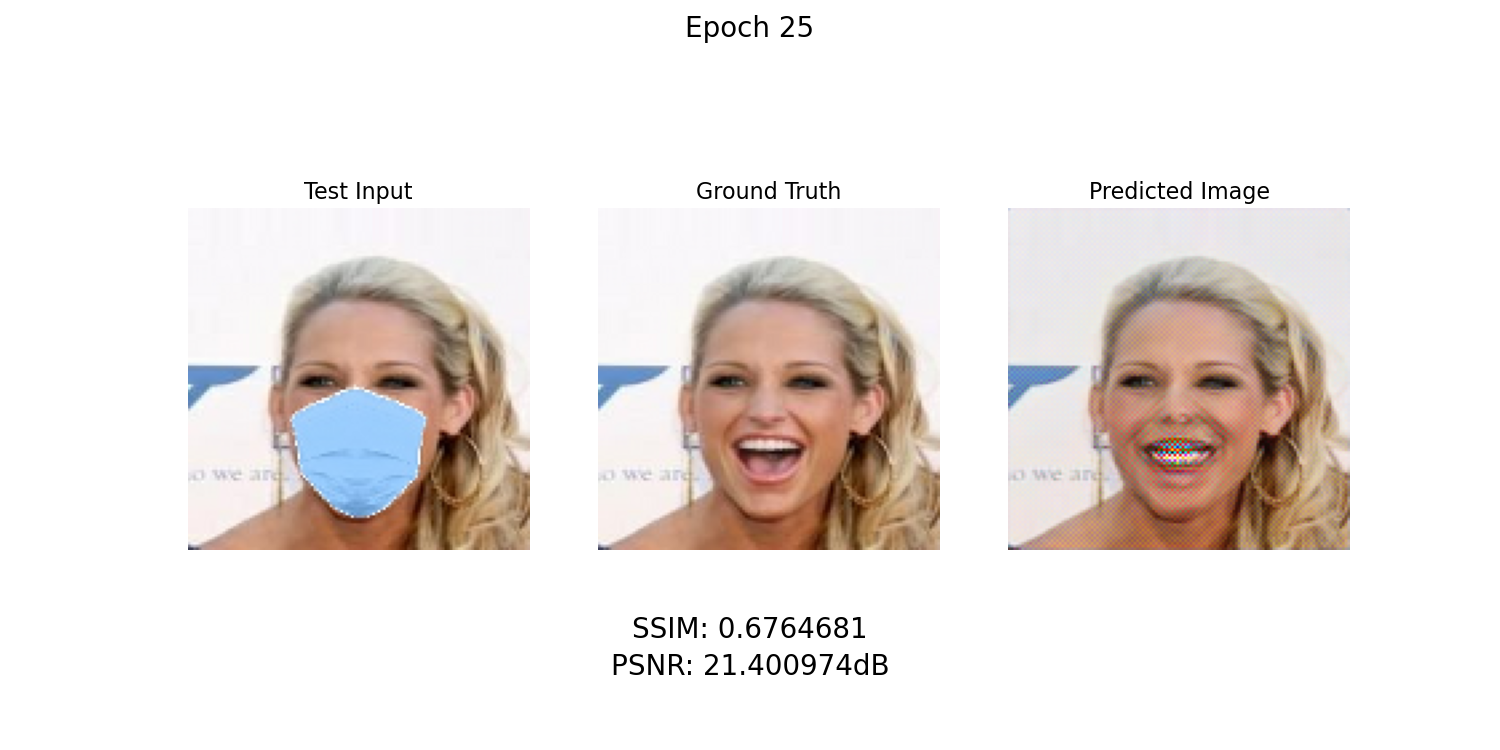 Epoch 25
Test Input
Ground Truth
Predicted Image
o we are.
o we are.
o we are.
SSIM: 0.6764681
PSNR: 21.400974dB